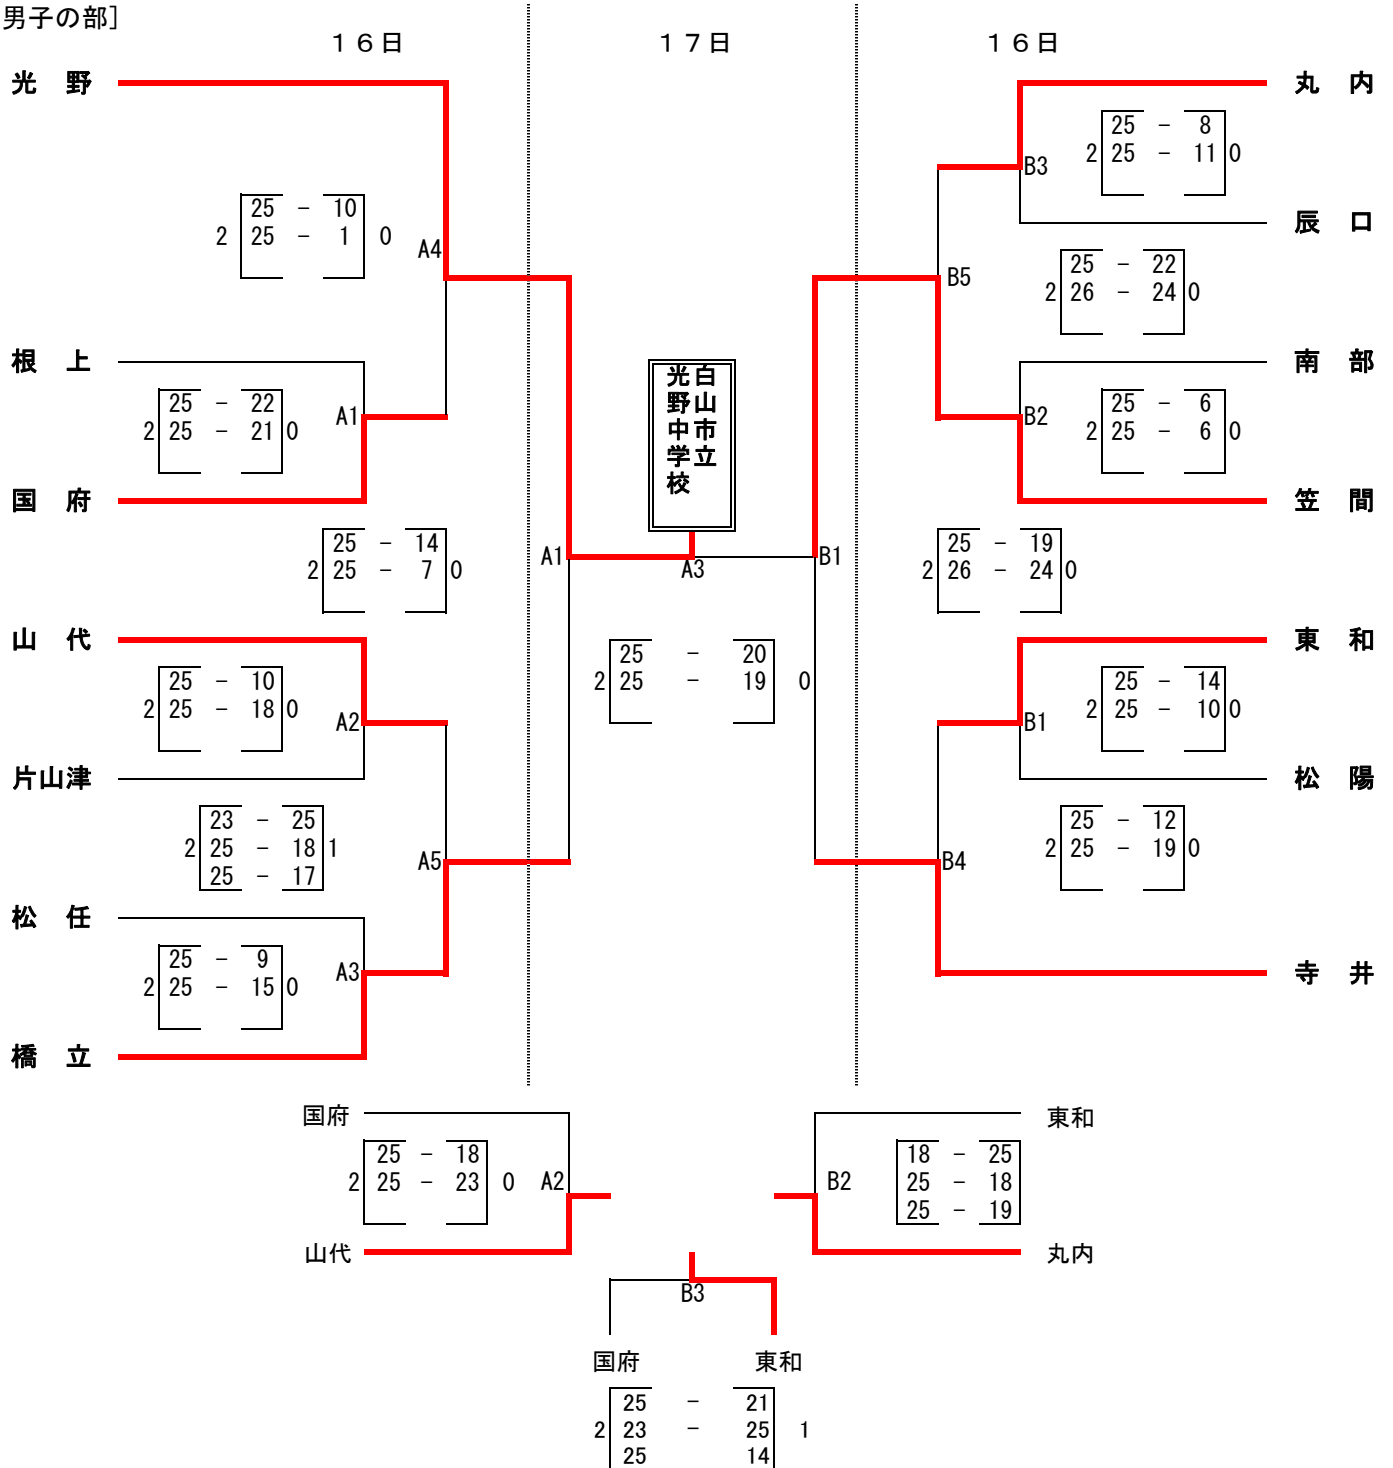 男子の部]
１６日 １７日 １６日
光　野 丸　内
25 - 8
2 25 - 11 0
B3
25 - 10
2 25 - 1 0
A4
辰　口
25 - 22
2 26 - 24 0
B5
根　上 南　部
白山市立
光野中学校
25 - 22
2 25 - 21 0
A1
25 - 6
2 25 - 6 0
B2
国　府 笠　間
25 - 14
2 25 - 7 0
A1
A3
B1
25 - 19
2 26 - 24 0
山　代 東　和
25 - 10
2 25 - 18 0
A2
25 - 20
2 25 - 19 0
25 - 14
2 25 - 10 0
B1
片山津 松　陽
23 - 25
2 25 - 18 1
25 - 17
A5
25 - 12
2 25 - 19 0
B4
松　任
25 - 9
2 25 - 15 0
A3
寺　井
橋　立
国府 東和
25 - 18
2 25 - 23 0
A2
B2
18 - 25
25 - 18
25 - 19
山代 丸内
B3
国府 東和
25 - 21
2 23 - 25 1
25 14